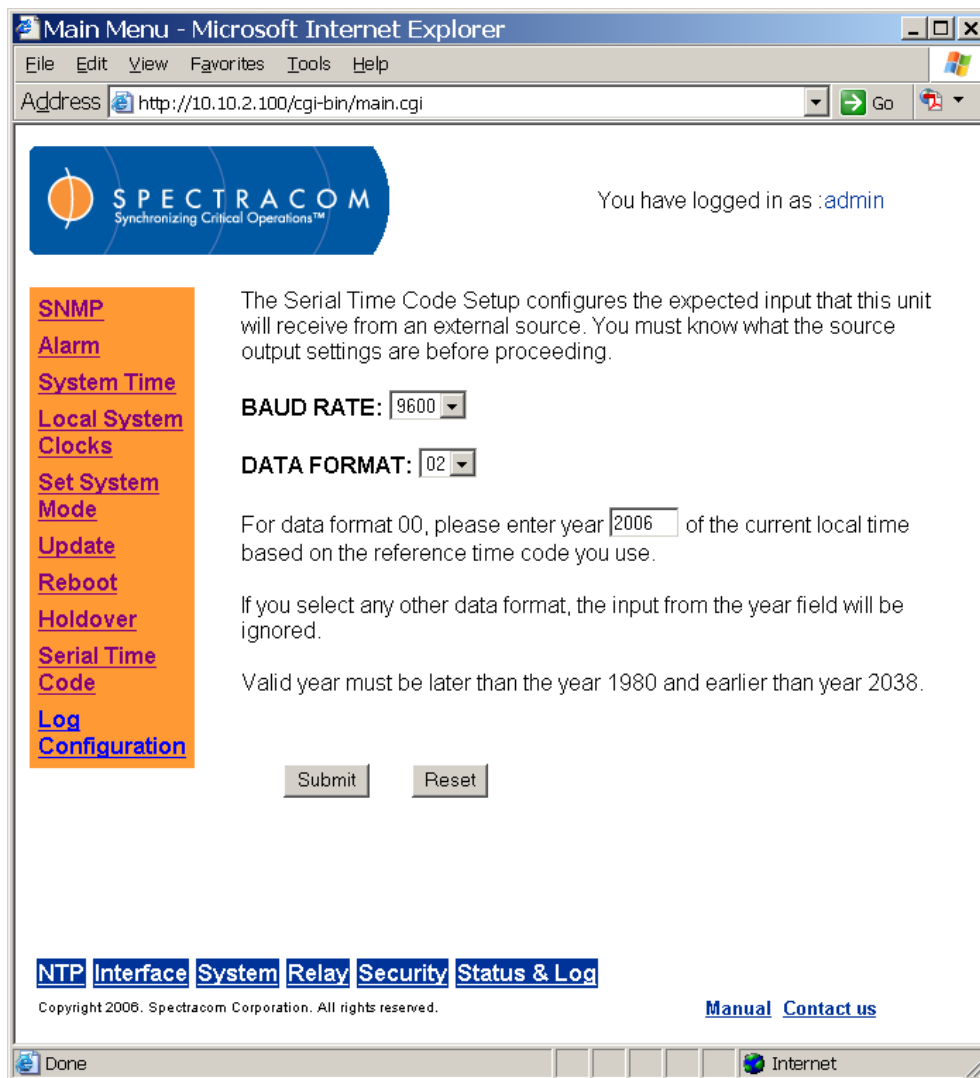 Main Menu - Microsoft Internet Explorer
File Edit View Favorites Tools Help
Address http://10.10.2.100/cgi-bin/main.cgi Go
SPECTRACOM
Synchronizing Critical Operations™
You have logged in as :admin
SNMP
Alarm
System Time
Local System
Clocks
Set System
Mode
Update
Reboot
Holdover
Serial Time
Code
Log
Configuration
The Serial Time Code Setup configures the expected input that this unit
will receive from an external source. You must know what the source
output settings are before proceeding.
BAUD RATE: 9600
DATA FORMAT: 02
For data format 00, please enter year 2006 of the current local time
based on the reference time code you use.
If you select any other data format, the input from the year field will be
ignored.
Valid year must be later than the year 1980 and earlier than year 2038.
Submit Reset
NTP Interface System Relay Security Status & Log
Copyright 2006. Spectracom Corporation. All rights reserved.
Manual Contact us
Done Internet